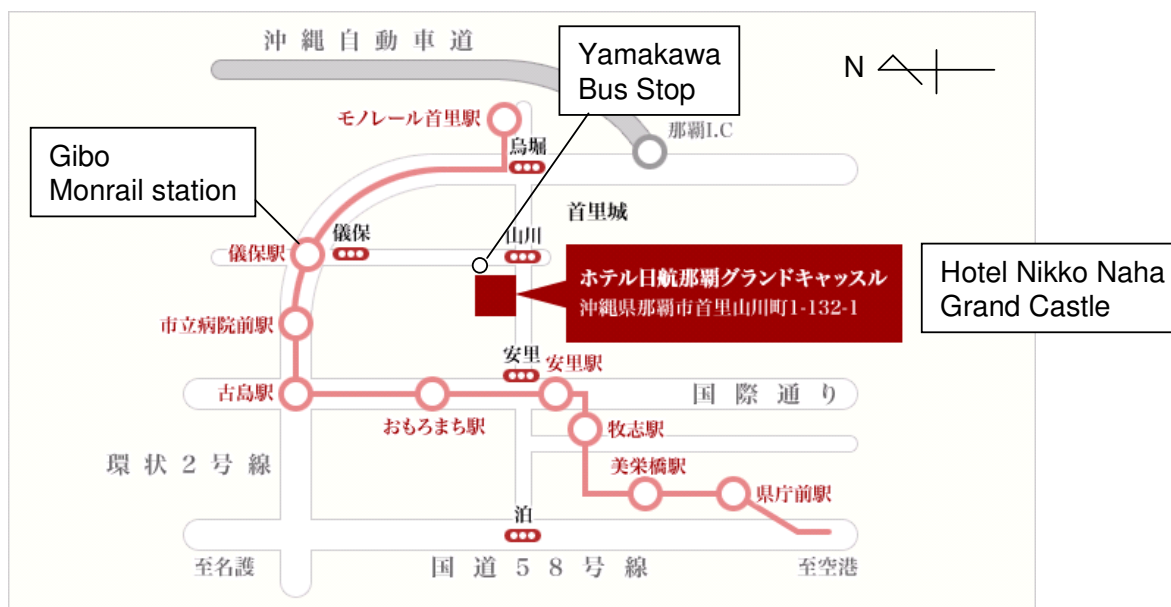 沖縄自動車道
Yamakawa
Bus Stop
N
モノレール首里駅
那覇I.C
鳥堀
Gibo
Monrail station
首里城
儀保
山川
儀保駅
ホテル日航那覇グランドキャッスル
沖縄県那覇市首里山川町1-132-1
Hotel Nikko Naha
Grand Castle
市立病院前駅
安里
安里駅
古島駅
国際通り
おもろまち駅
牧志駅
環状2号線
美栄橋駅
県庁前駅
泊
至名護
国道58号線
至空港